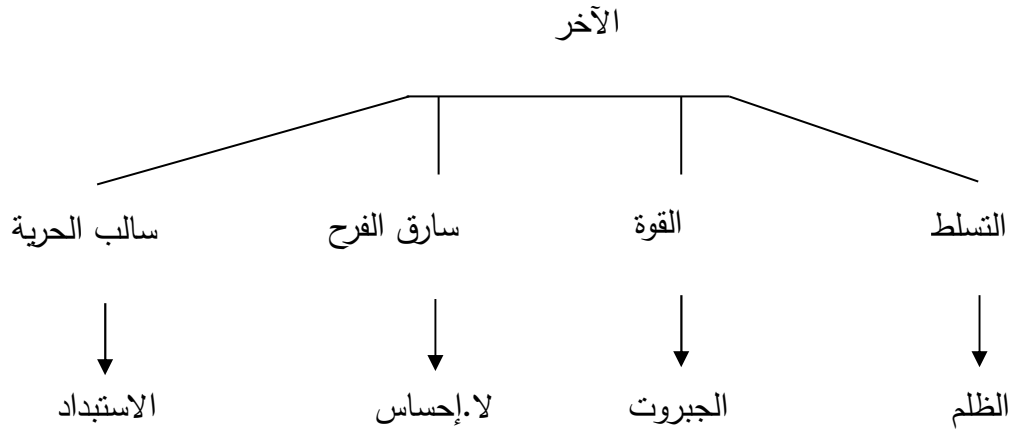 الآخر
التسلط القوة سارق الفرح سالب الحرية
الظلم الجبروت لا.إحساس الاستبداد